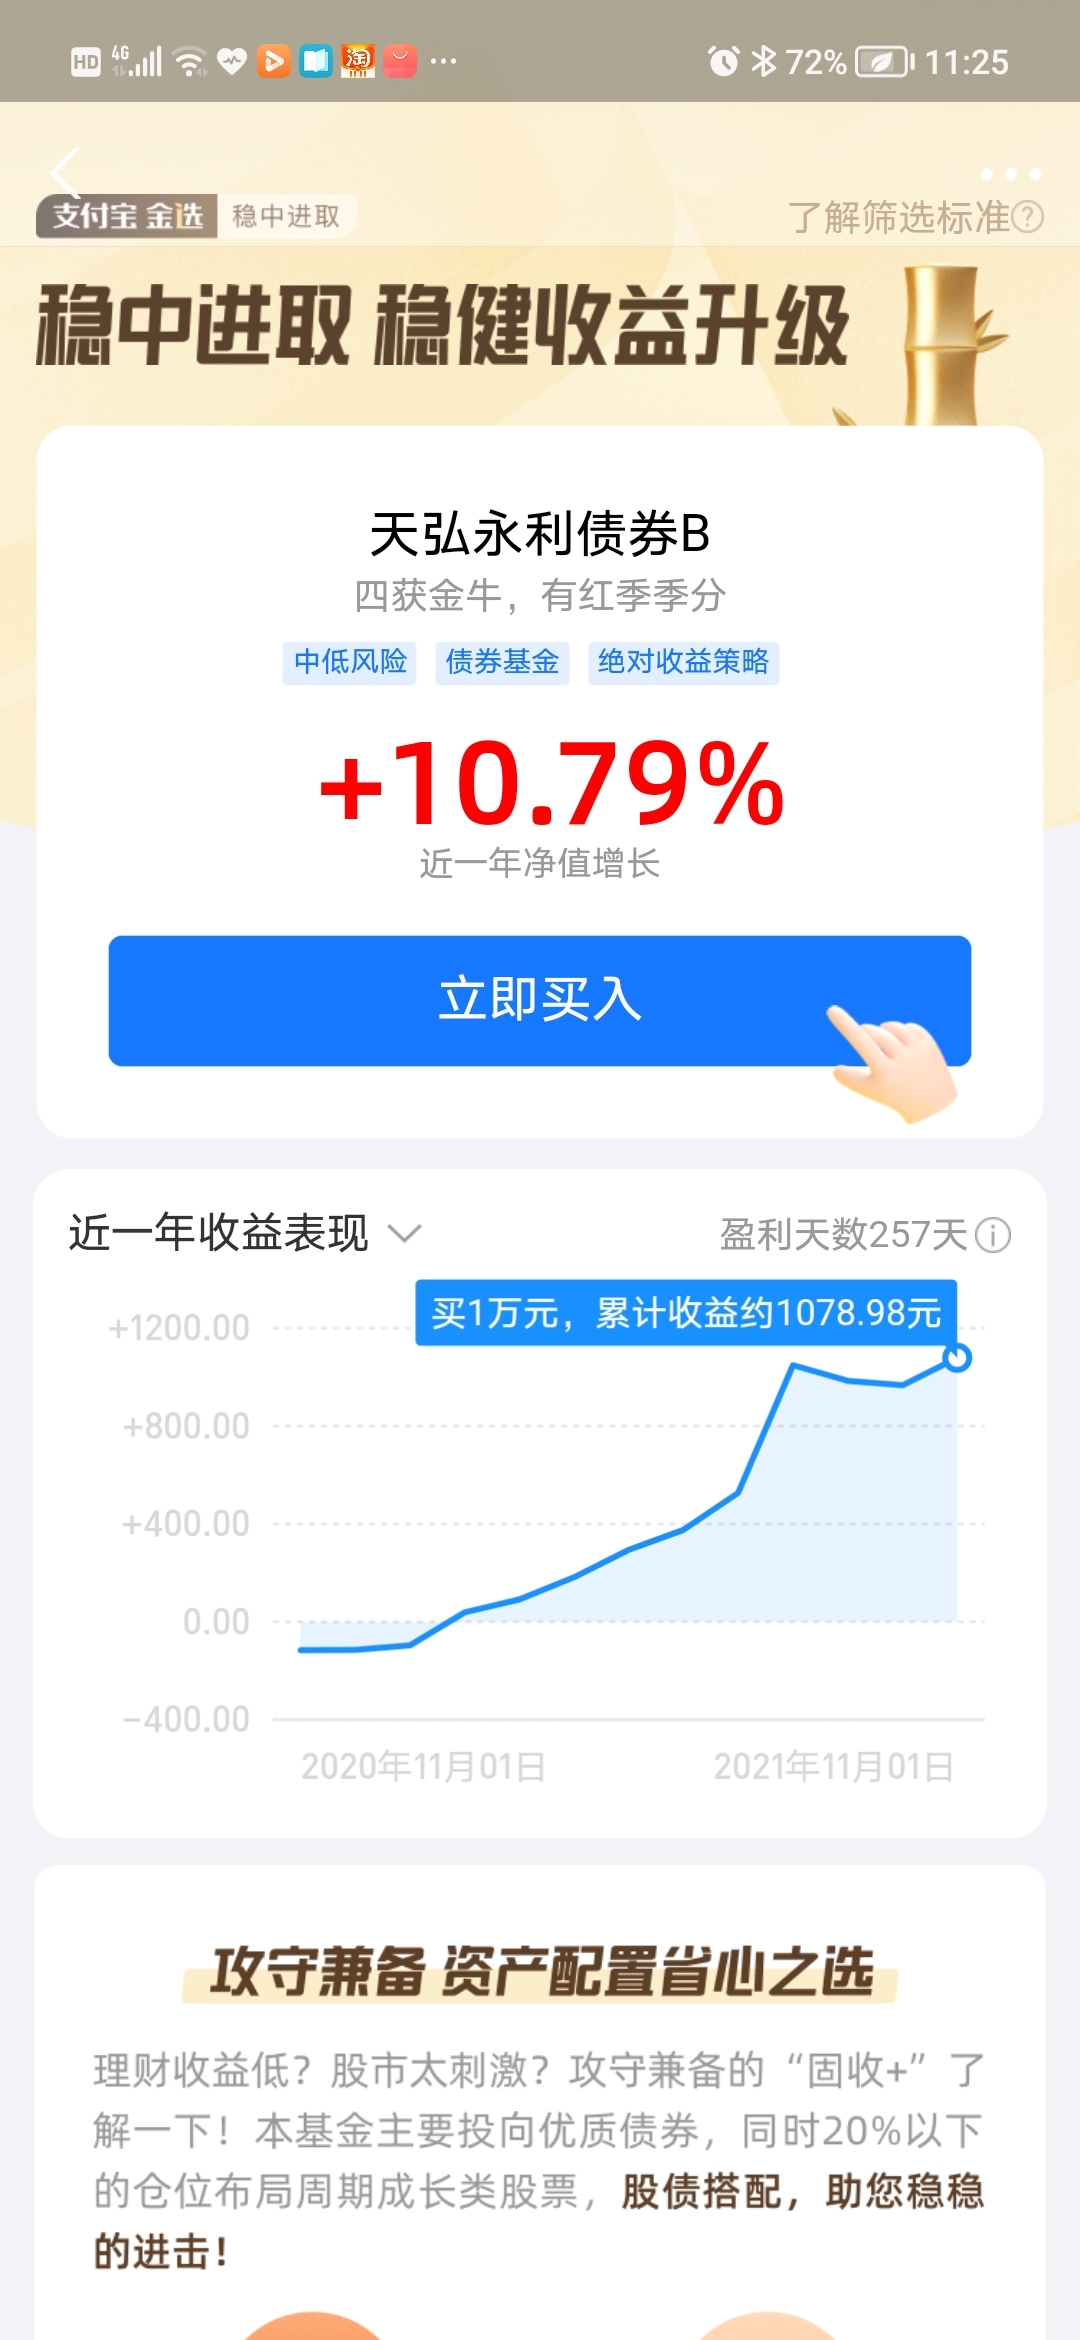 HD 4G 淘 72% 11:25
支付宝 金选 稳中进取 了解筛选标准?
稳中进取 稳健收益升级
天弘永利债券B
四获金牛，有红季季分
中低风险 债券基金 绝对收益策略
+10.79%
近一年净值增长
立即买入
近一年收益表现 盈利天数257天
买1万元，累计收益约1078.98元
+1200.00
+800.00
+400.00
0.00
-400.00
2020年11月01日 2021年11月01日
攻守兼备 资产配置省心之选
理财收益低？股市太刺激？攻守兼备的“固收+”了
解一下！本基金主要投向优质债券，同时20%以下
的仓位布局周期成长类股票，股债搭配，助您稳稳
的进击！